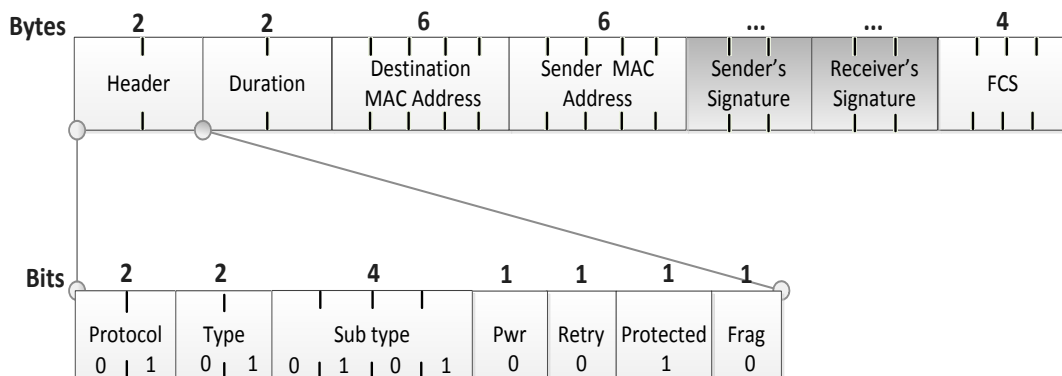 Bytes 2 2 6 6 ... ... 4
Header Duration Destination MAC Address Sender MAC Address Sender's Signature Receiver's Signature FCS
Bits 2 2 4 1 1 1 1
Protocol Type Sub type Pwr Retry Protected Frag
0 1 0 1 0 1 0 1 0 0 1 0